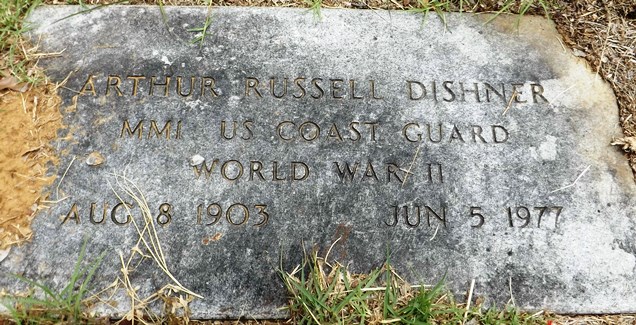 ARTHUR RUSSELL DISHNER
MM1 US COAST GUARD
WORLD WAR II
AUG 8 1903 JUN 5 1977